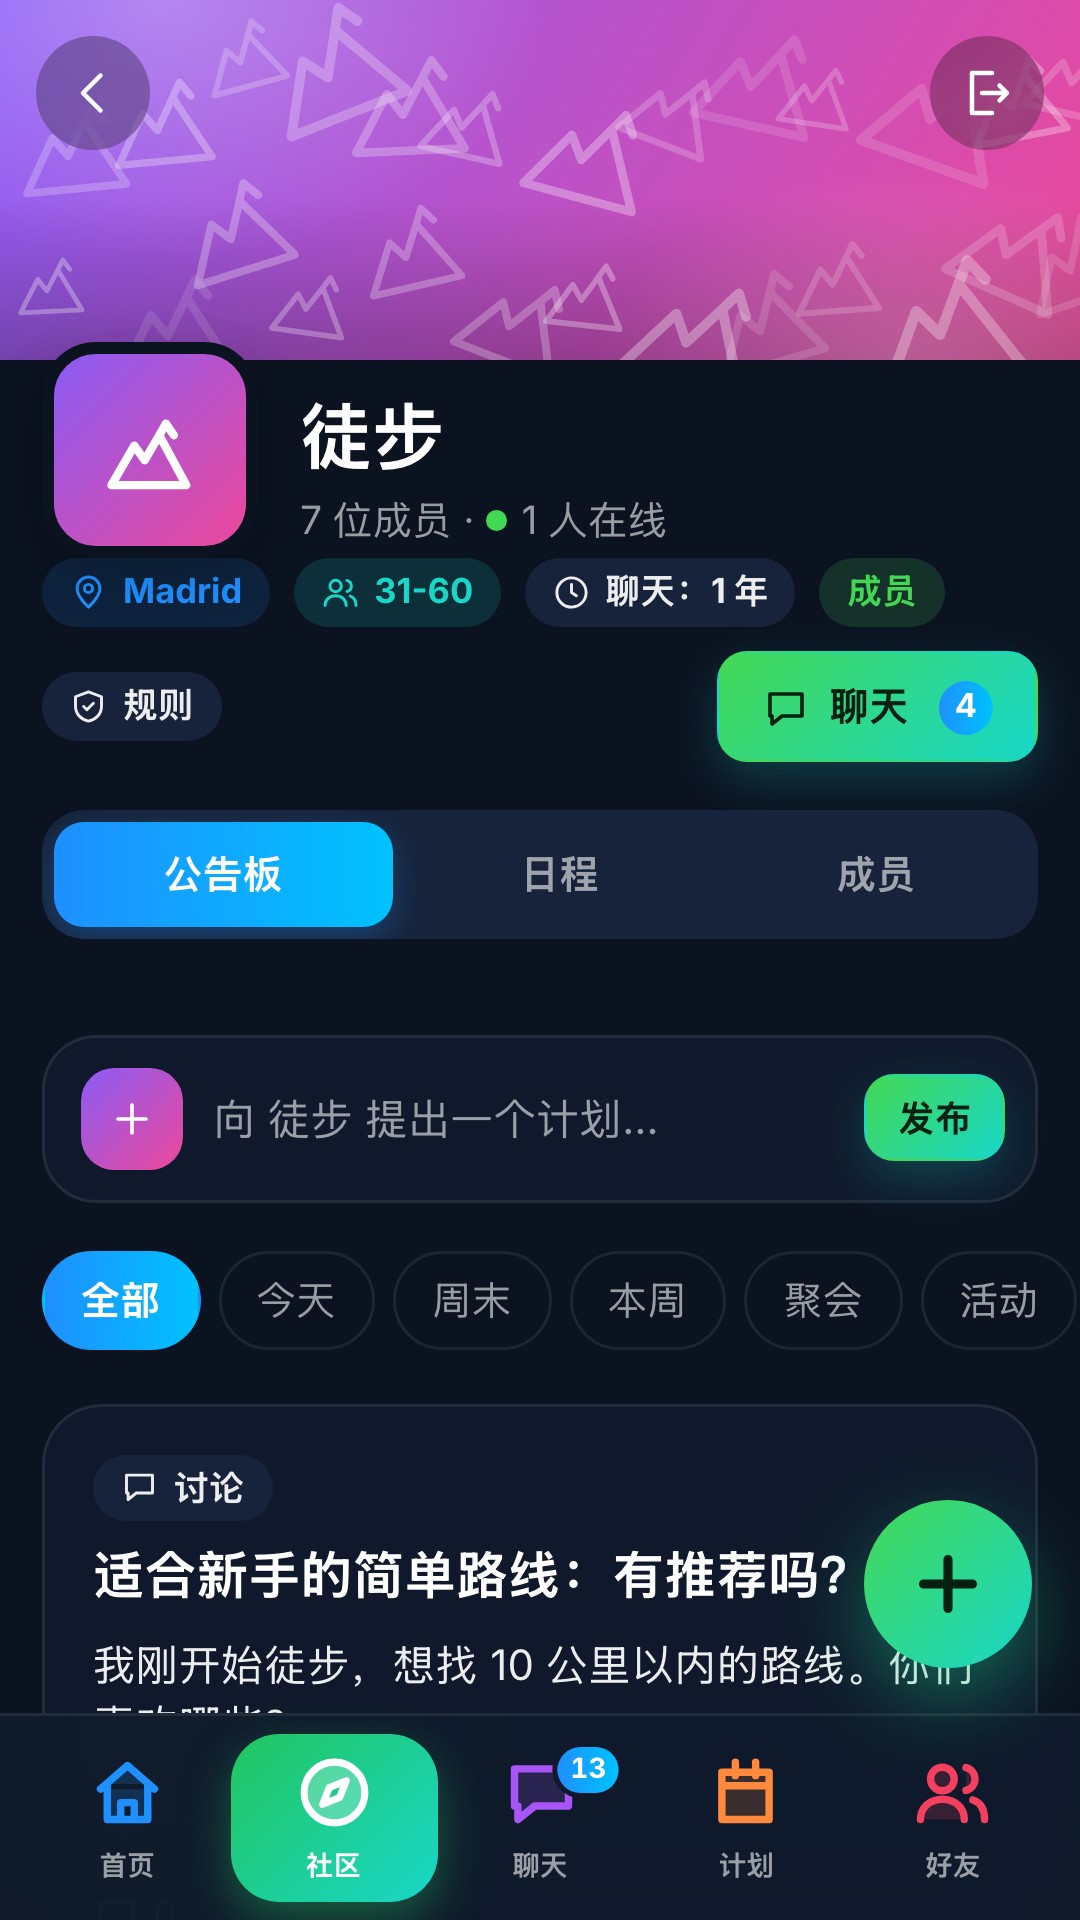 徒步
7 位成员 · 1 人在线
Madrid
31-60
聊天：1 年
成员
规则
聊天 4
公告板
日程
成员
向 徒步 提出一个计划...
发布
全部
今天
周末
本周
聚会
活动
讨论
适合新手的简单路线：有推荐吗?
我刚开始徒步，想找 10 公里以内的路线。你们
13
首页
社区
聊天
计划
好友